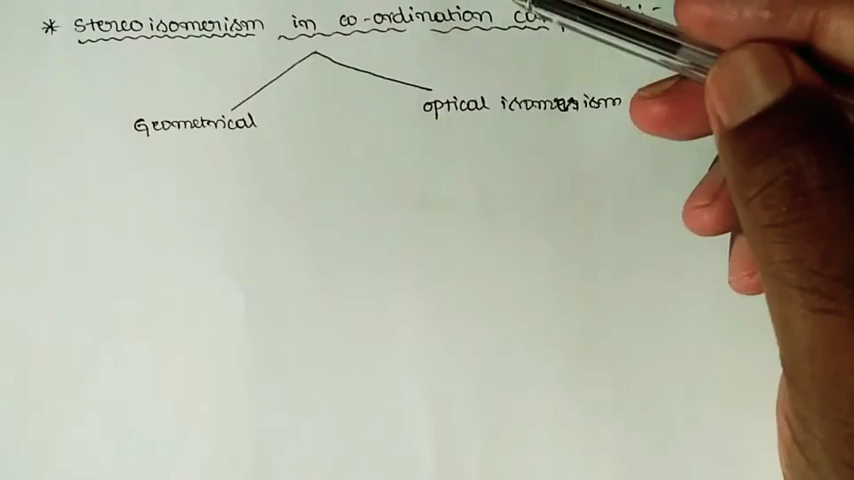 * Stereoisomerism in co-ordination
optical isomerism
Geometrical